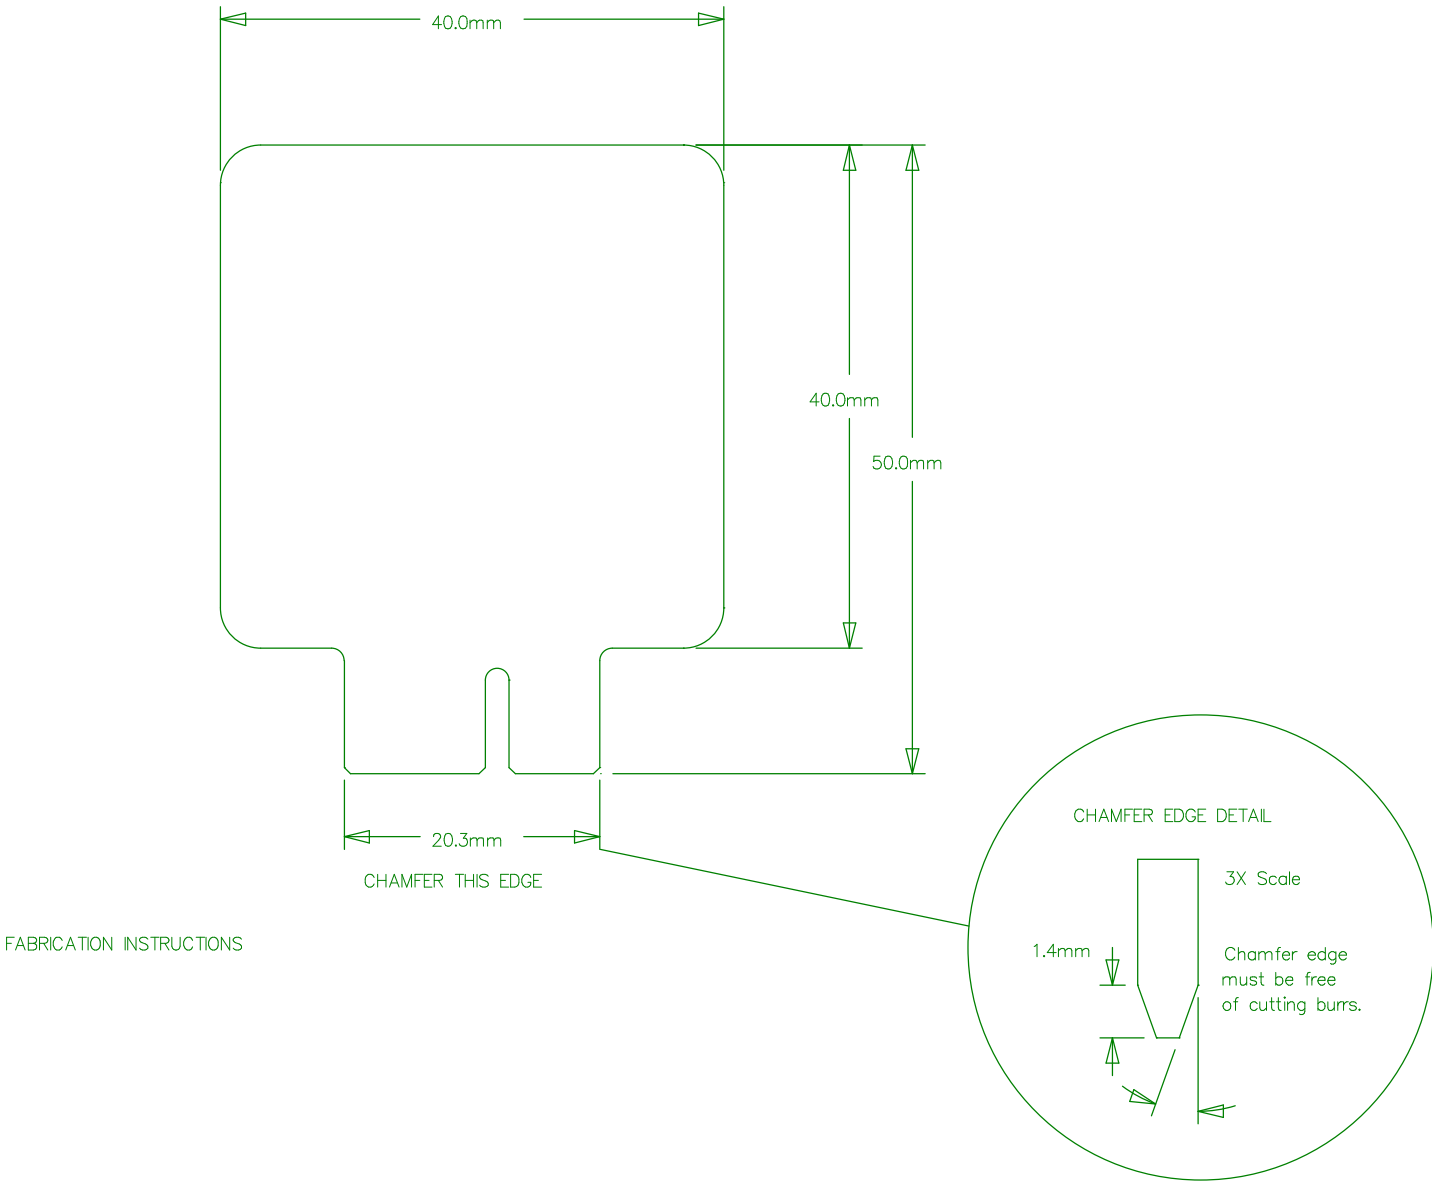 40.0mm
40.0mm
50.0mm
20.3mm
CHAMFER THIS EDGE
FABRICATION INSTRUCTIONS
CHAMFER EDGE DETAIL
3X Scale
1.4mm
Chamfer edge
must be free
of cutting burrs.